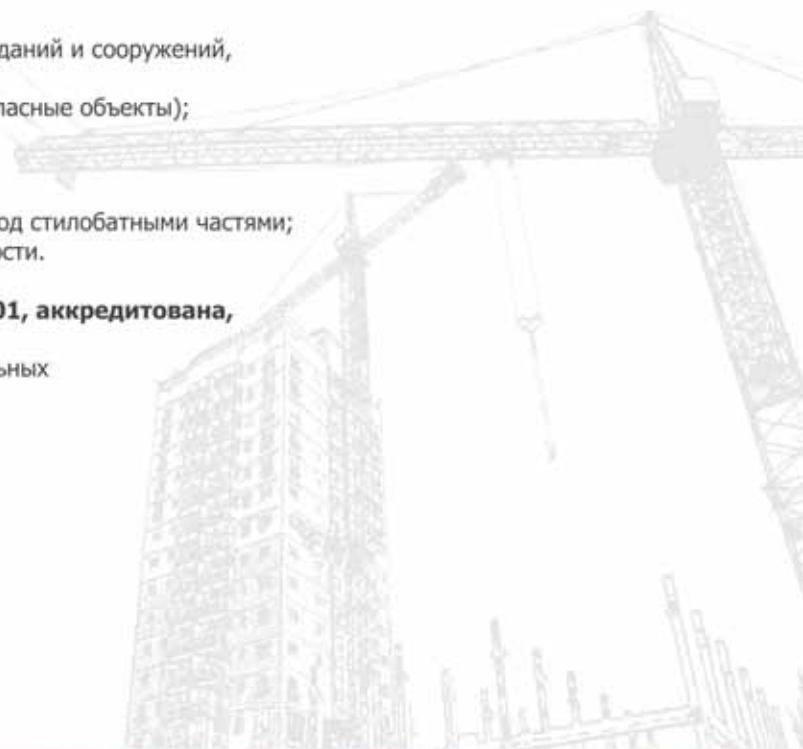 даний и сооружений,
пасные объекты);
од стилобатными частями;
ости.
01, аккредитована,
ьных